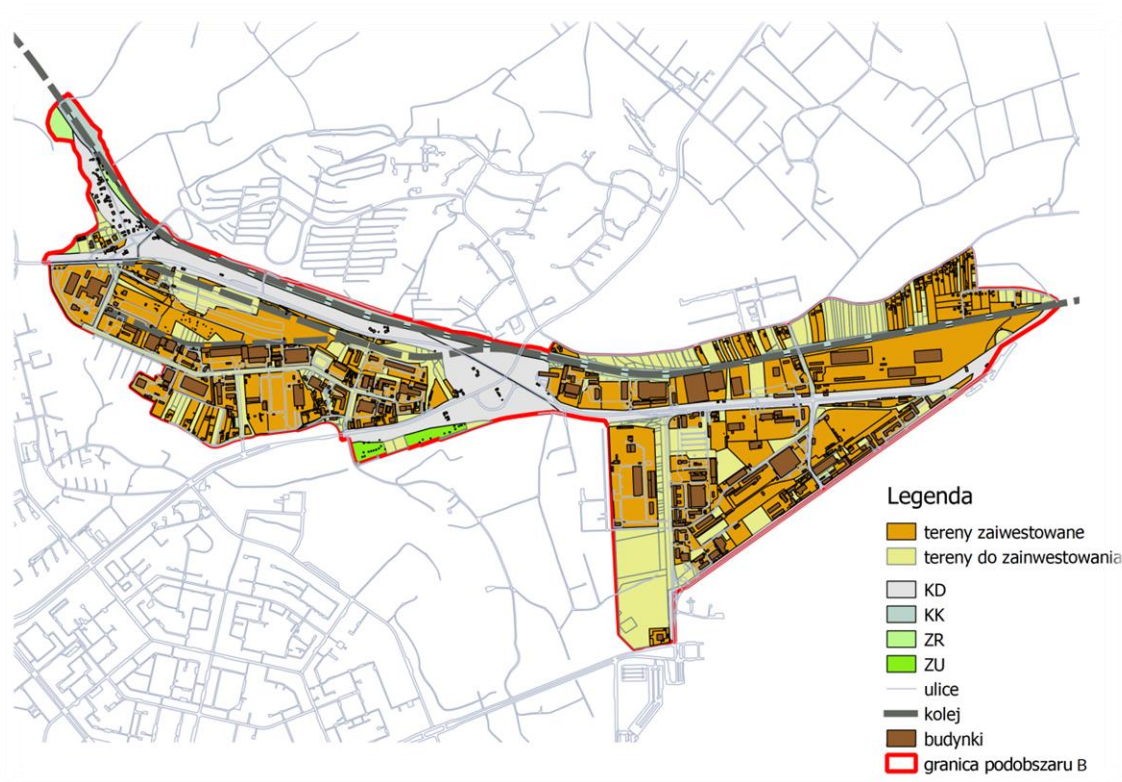 Legenda
tereny zaiwestowane
tereny do zainwestowania
KD
KK
ZR
ZU
ulice
kolej
budynki
granica podobszaru B